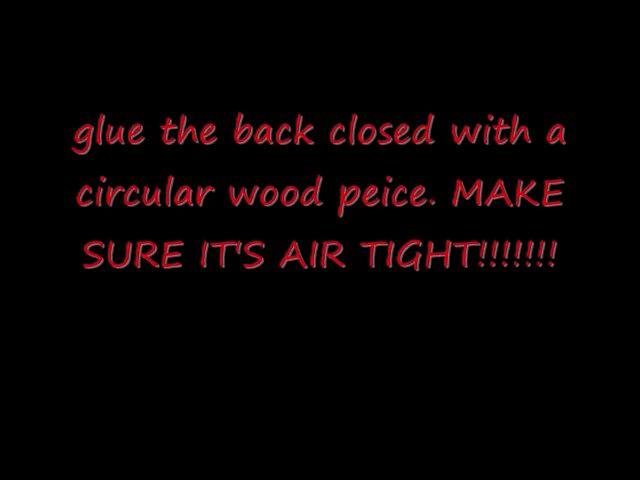 glue the back closed with a
circular wood peice. MAKE
SURE IT'S AIR TIGHT!!!!!!!